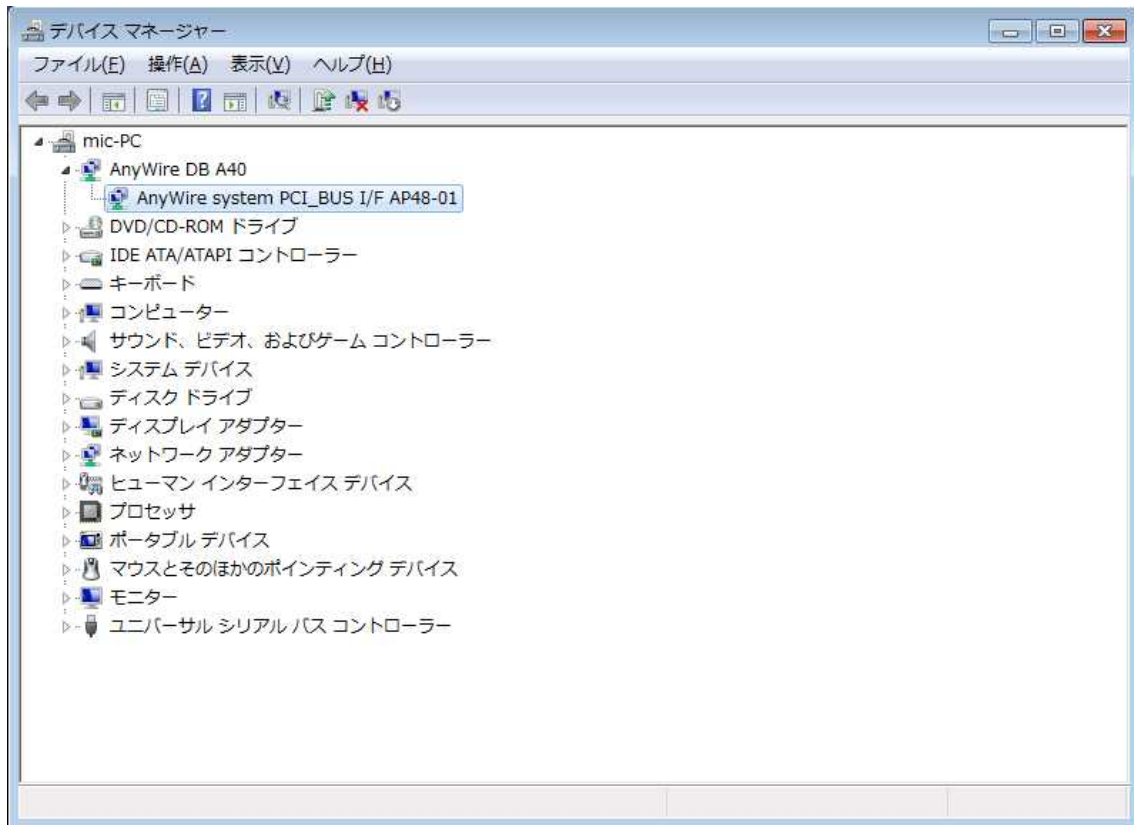 デバイス マネージャー
ファイル(F) 操作(A) 表示(V) ヘルプ(H)
mic-PC
AnyWire DB A40
AnyWire system PCI_BUS I/F AP48-01
DVD/CD-ROM ドライブ
IDE ATA/ATAPI コントローラー
キーボード
コンピューター
サウンド、ビデオ、およびゲーム コントローラー
システム デバイス
ディスク ドライブ
ディスプレイ アダプター
ネットワーク アダプター
ヒューマン インターフェイス デバイス
プロセッサ
ポータブル デバイス
マウスとそのほかのポインティング デバイス
モニター
ユニバーサル シリアル バス コントローラー